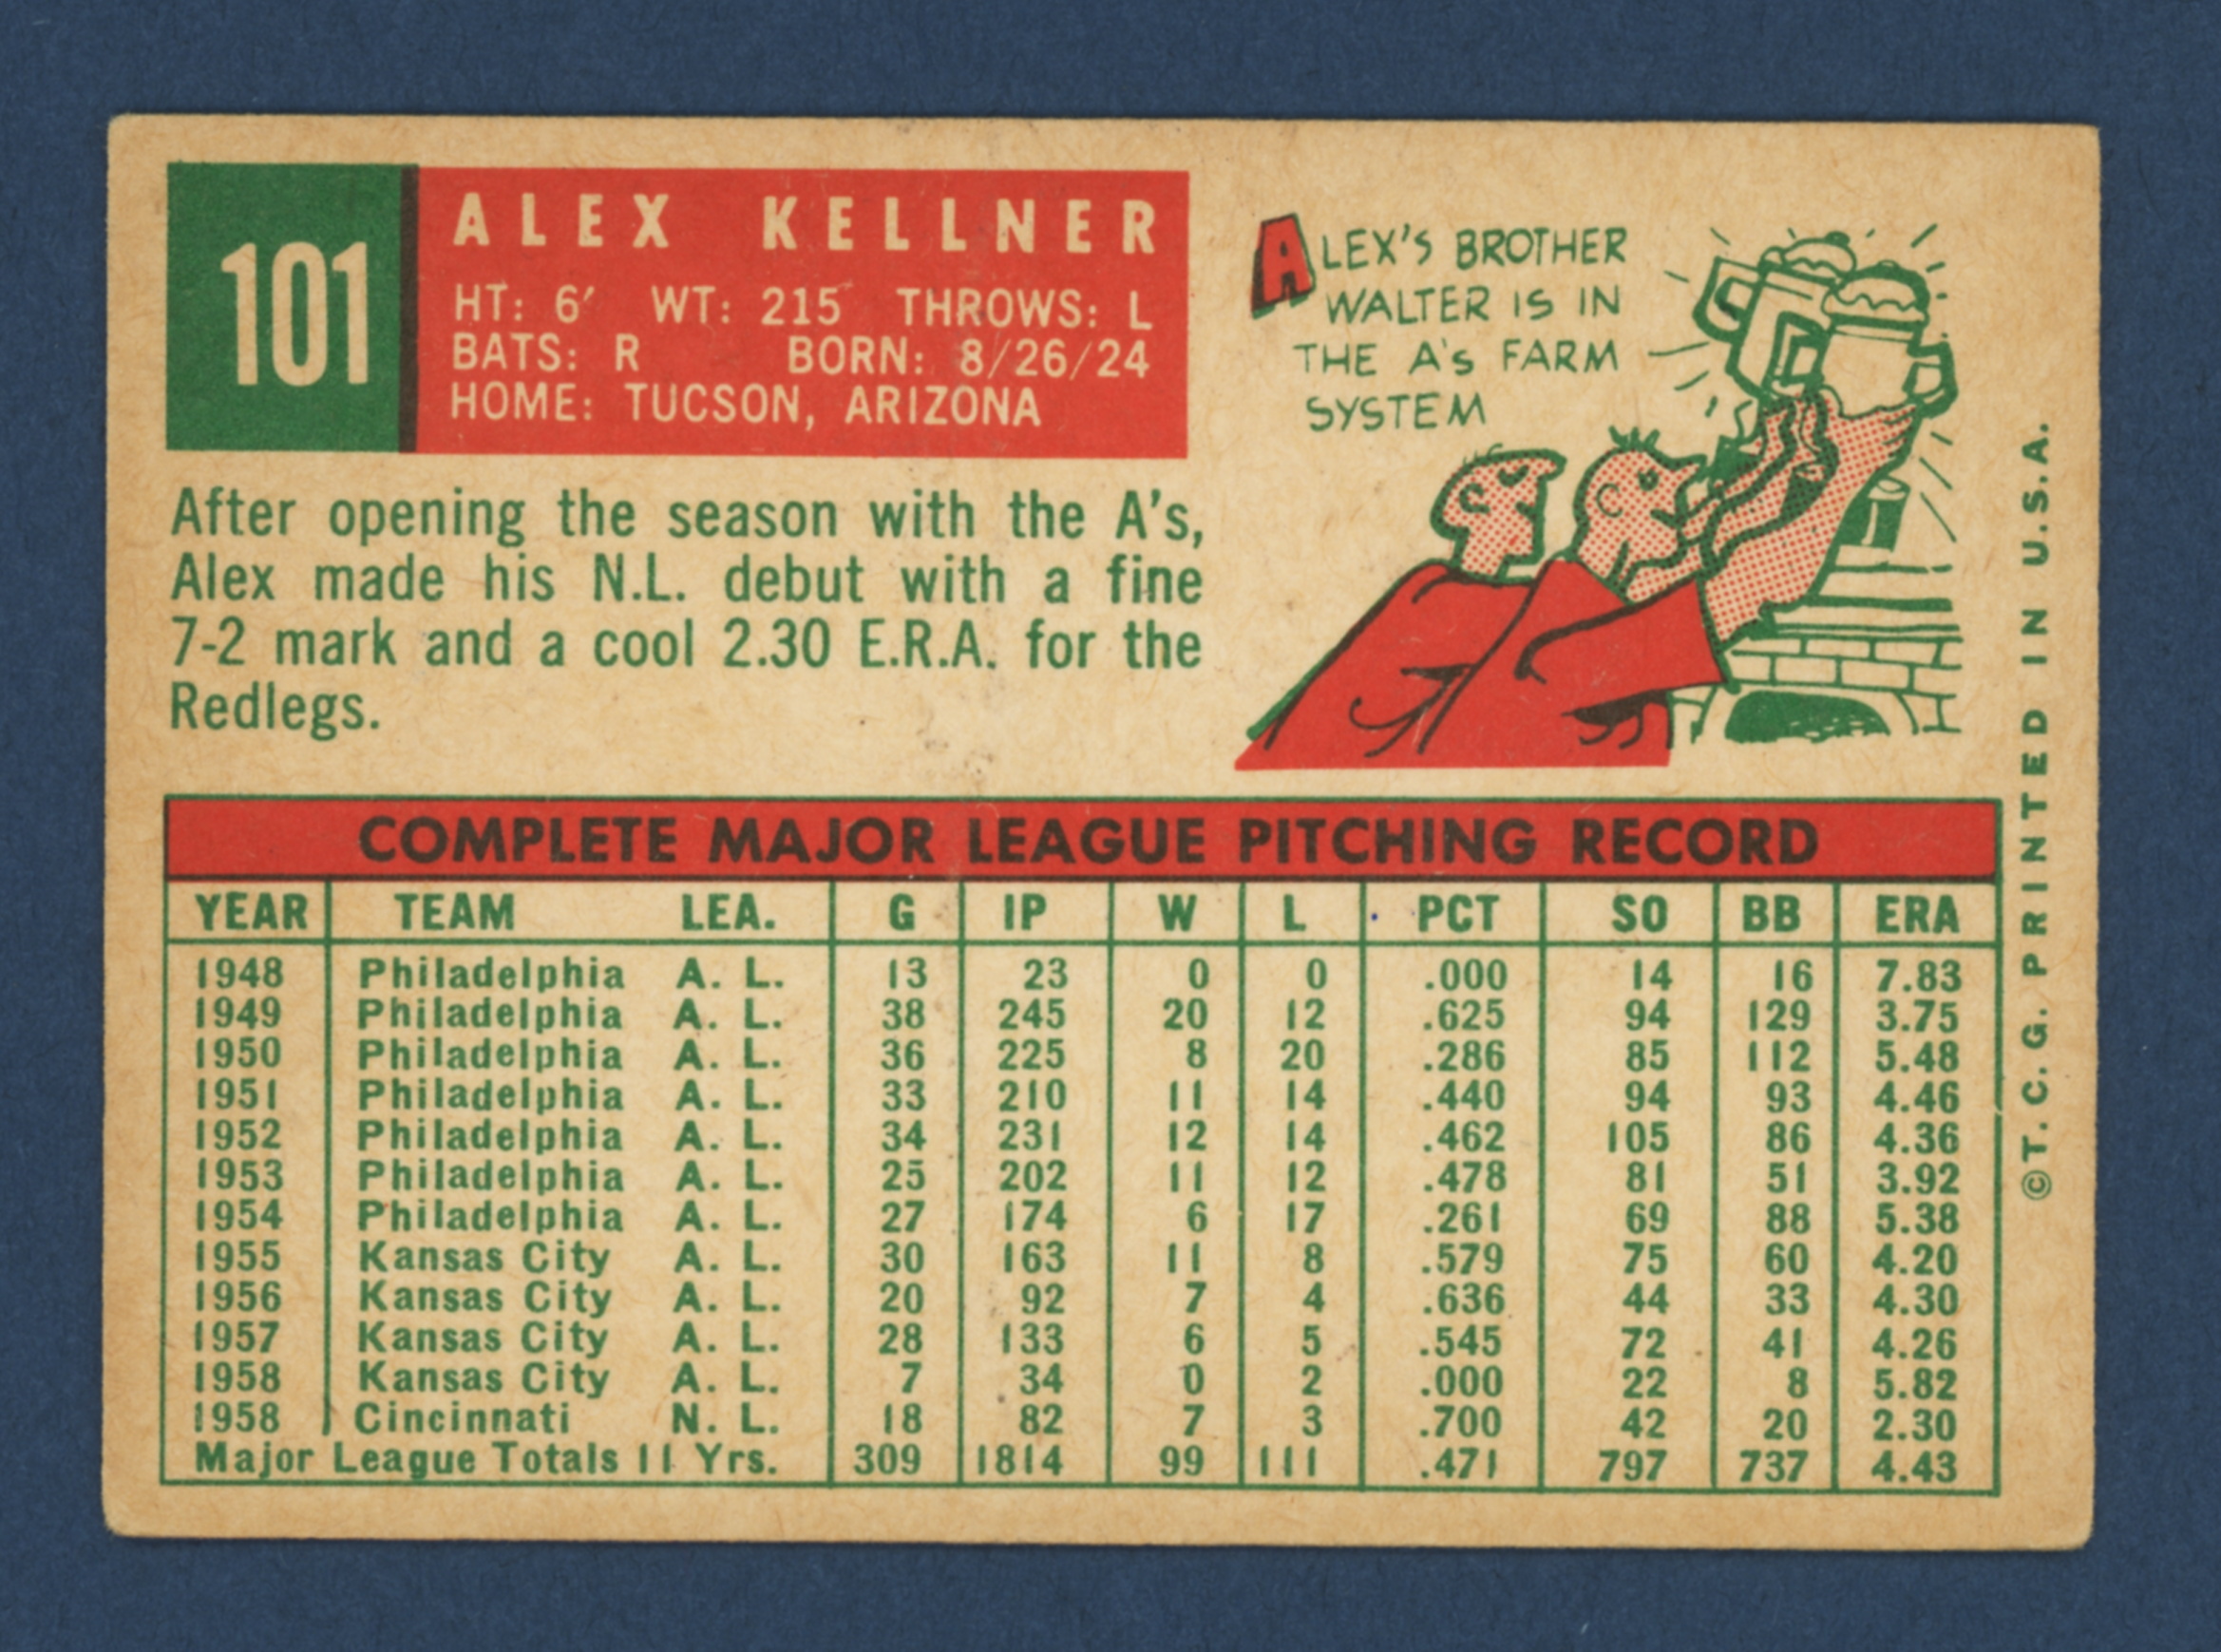 101
ALEX KELLNER
HT: 6' WT: 215 THROWS: L
BATS: R BORN: 8/26/24
HOME: TUCSON, ARIZONA
ALEX'S BROTHER
WALTER IS IN
THE A'S FARM
SYSTEM
After opening the season with the A's,
Alex made his N.L. debut with a fine
7-2 mark and a cool 2.30 E.R.A. for the
Redlegs.
COMPLETE MAJOR LEAGUE PITCHING RECORD
YEAR TEAM LEA. G IP W L PCT SO BB ERA
1948 Philadelphia A. L. 13 23 0 0 .000 14 16 7.83
1949 Philadelphia A. L. 38 245 20 12 .625 94 129 3.75
1950 Philadelphia A. L. 36 225 8 20 .286 85 112 5.48
1951 Philadelphia A. L. 33 210 11 14 .440 94 93 4.46
1952 Philadelphia A. L. 34 231 12 14 .462 105 86 4.36
1953 Philadelphia A. L. 25 202 11 12 .478 81 51 3.92
1954 Philadelphia A. L. 27 174 6 17 .261 69 88 5.38
1955 Kansas City A. L. 30 163 11 8 .579 75 60 4.20
1956 Kansas City A. L. 20 92 7 4 .636 44 33 4.30
1957 Kansas City A. L. 28 133 6 5 .545 72 41 4.26
1958 Kansas City A. L. 7 34 0 2 .000 22 8 5.82
1958 Cincinnati N. L. 18 82 7 3 .700 42 20 2.30
Major League Totals 11 Yrs. 309 1814 99 111 .471 797 737 4.43
©T. C. G. PRINTED IN U.S.A.